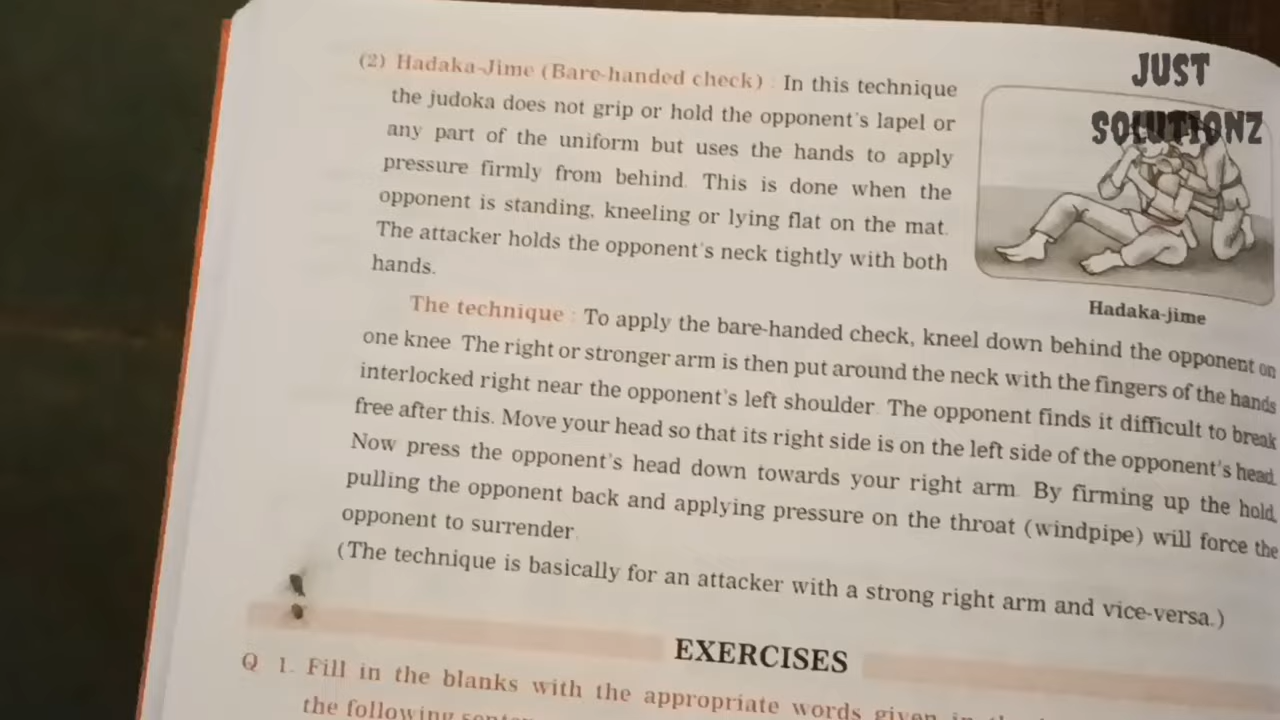 JUST
SOLUTIONZ
(2) Hadaka-Jime (Bare-handed check) : In this technique
the judoka does not grip or hold the opponent's lapel or
any part of the uniform but uses the hands to apply
pressure firmly from behind. This is done when the
opponent is standing, kneeling or lying flat on the mat.
The attacker holds the opponent's neck tightly with both
hands.
Hadaka-jime
The technique : To apply the bare-handed check, kneel down behind the opponent on
one knee. The right or stronger arm is then put around the neck with the fingers of the hands
interlocked right near the opponent's left shoulder. The opponent finds it difficult to break
free after this. Move your head so that its right side is on the left side of the opponent's head.
Now press the opponent's head down towards your right arm. By firming up the hold,
pulling the opponent back and applying pressure on the throat (windpipe) will force the
opponent to surrender.
(The technique is basically for an attacker with a strong right arm and vice-versa.)
EXERCISES
Q 1. Fill in the blanks with the appropriate words given in
the following